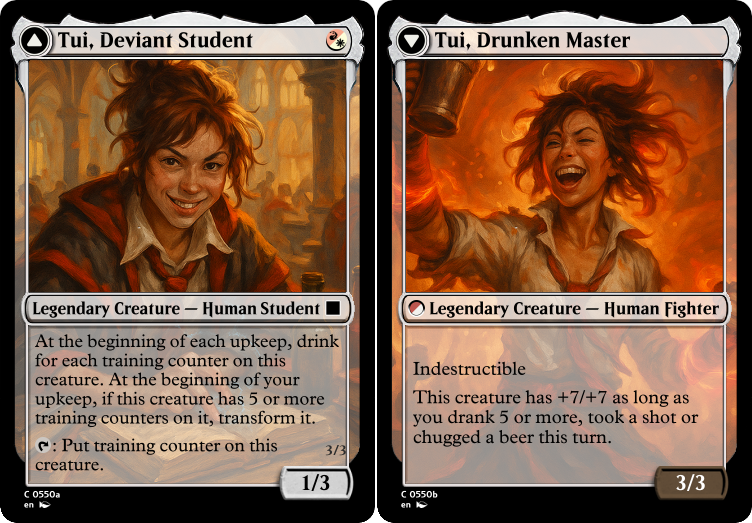 Tui, Deviant Student
Legendary Creature — Human Student
At the beginning of each upkeep, drink
for each training counter on this
creature. At the beginning of your
upkeep, if this creature has 5 or more
training counters on it, transform it.
: Put training counter on this
creature.
3/3
1/3
C 0550a
en
Tui, Drunken Master
Legendary Creature — Human Fighter
Indestructible
This creature has +7/+7 as long as
you drank 5 or more, took a shot or
chugged a beer this turn.
3/3
C 0550b
en